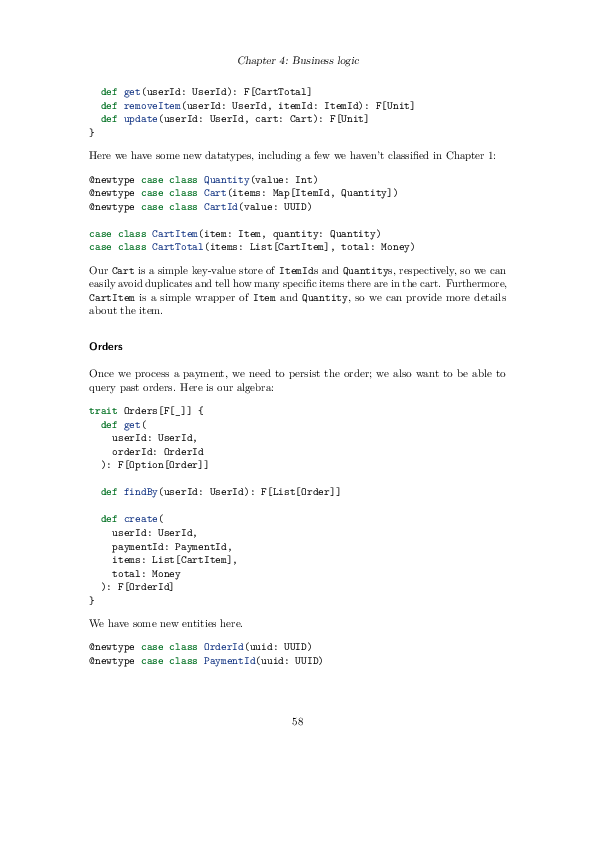 Chapter 4: Business logic
def get(userId: UserId): F[CartTotal]
def removeItem(userId: UserId, itemId: ItemId): F[Unit]
def update(userId: UserId, cart: Cart): F[Unit]
}
Here we have some new datatypes, including a few we haven't classified in Chapter 1:
@newtype case class Quantity(value: Int)
@newtype case class Cart(items: Map[ItemId, Quantity])
@newtype case class CartId(value: UUID)
case class CartItem(item: Item, quantity: Quantity)
case class CartTotal(items: List[CartItem], total: Money)
Our Cart is a simple key-value store of ItemIds and Quantitys, respectively, so we can
easily avoid duplicates and tell how many specific items there are in the cart. Furthermore,
CartItem is a simple wrapper of Item and Quantity, so we can provide more details
about the item.
Orders
Once we process a payment, we need to persist the order; we also want to be able to
query past orders. Here is our algebra:
trait Orders[F[_]] {
def get(
userId: UserId,
orderId: OrderId
): F[Option[Order]]
def findBy(userId: UserId): F[List[Order]]
def create(
userId: UserId,
paymentId: PaymentId,
items: List[CartItem],
total: Money
): F[OrderId]
}
We have some new entities here.
@newtype case class OrderId(uuid: UUID)
@newtype case class PaymentId(uuid: UUID)
58